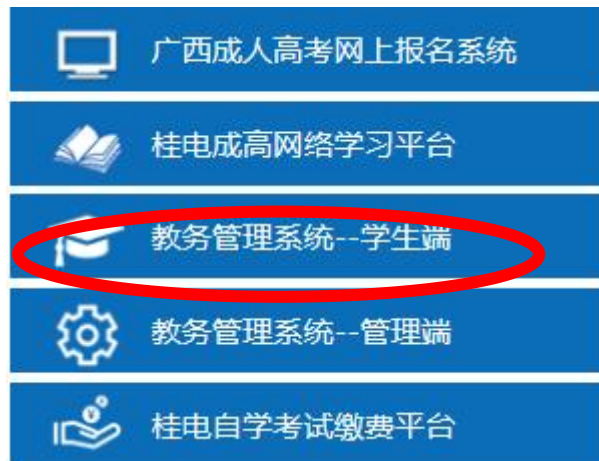 广西成人高考网上报名系统
桂电成高网络学习平台
教务管理系统--学生端
教务管理系统--管理端
桂电自学考试缴费平台